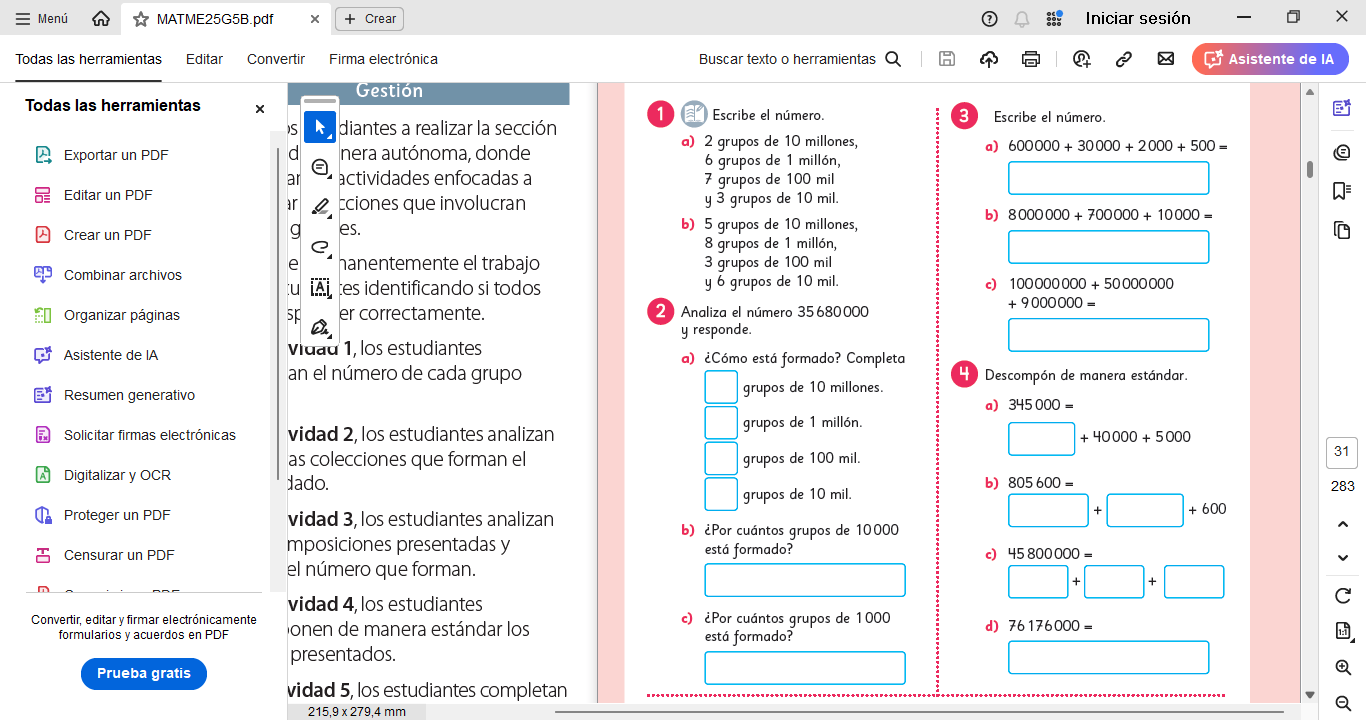 Menú
MATME25G5B.pdf
Crear
Iniciar sesión
Todas las herramientas
Editar
Convertir
Firma electrónica
Buscar texto o herramientas
Asistente de IA
Todas las herramientas
Exportar un PDF
Editar un PDF
Crear un PDF
Combinar archivos
Organizar páginas
Asistente de IA
Resumen generativo
Solicitar firmas electrónicas
Digitalizar y OCR
Proteger un PDF
Censurar un PDF
Convertir, editar y firmar electrónicamente
formularios y acuerdos en PDF
Prueba gratis
Gestión
diantes a realizar la sección
nera autónoma, donde
actividades enfocadas a
cciones que involucran
es.
manentemente el trabajo
tes identificando si todos
er correctamente.
vidad 1, los estudiantes
an el número de cada grupo
vidad 2, los estudiantes analizan
as colecciones que forman el
dado.
vidad 3, los estudiantes analizan
mposiciones presentadas y
el número que forman.
vidad 4, los estudiantes
onen de manera estándar los
presentados.
vidad 5, los estudiantes completan
215,9 x 279,4 mm
1 Escribe el número.
a) 2 grupos de 10 millones,
6 grupos de 1 millón,
7 grupos de 100 mil
y 3 grupos de 10 mil.
b) 5 grupos de 10 millones,
8 grupos de 1 millón,
3 grupos de 100 mil
y 6 grupos de 10 mil.
2 Analiza el número 35 680 000
y responde.
a) ¿Cómo está formado? Completa
grupos de 10 millones.
grupos de 1 millón.
grupos de 100 mil.
grupos de 10 mil.
b) ¿Por cuántos grupos de 10 000
está formado?
c) ¿Por cuántos grupos de 1 000
está formado?
3 Escribe el número.
a) 600 000 + 30 000 + 2 000 + 500 =
b) 8 000 000 + 700 000 + 10 000 =
c) 100 000 000 + 50 000 000
+ 9 000 000 =
4 Descompón de manera estándar.
a) 345 000 =
+ 40 000 + 5 000
b) 805 600 =
+ + 600
c) 45 800 000 =
+ +
d) 76 176 000 =
31
283